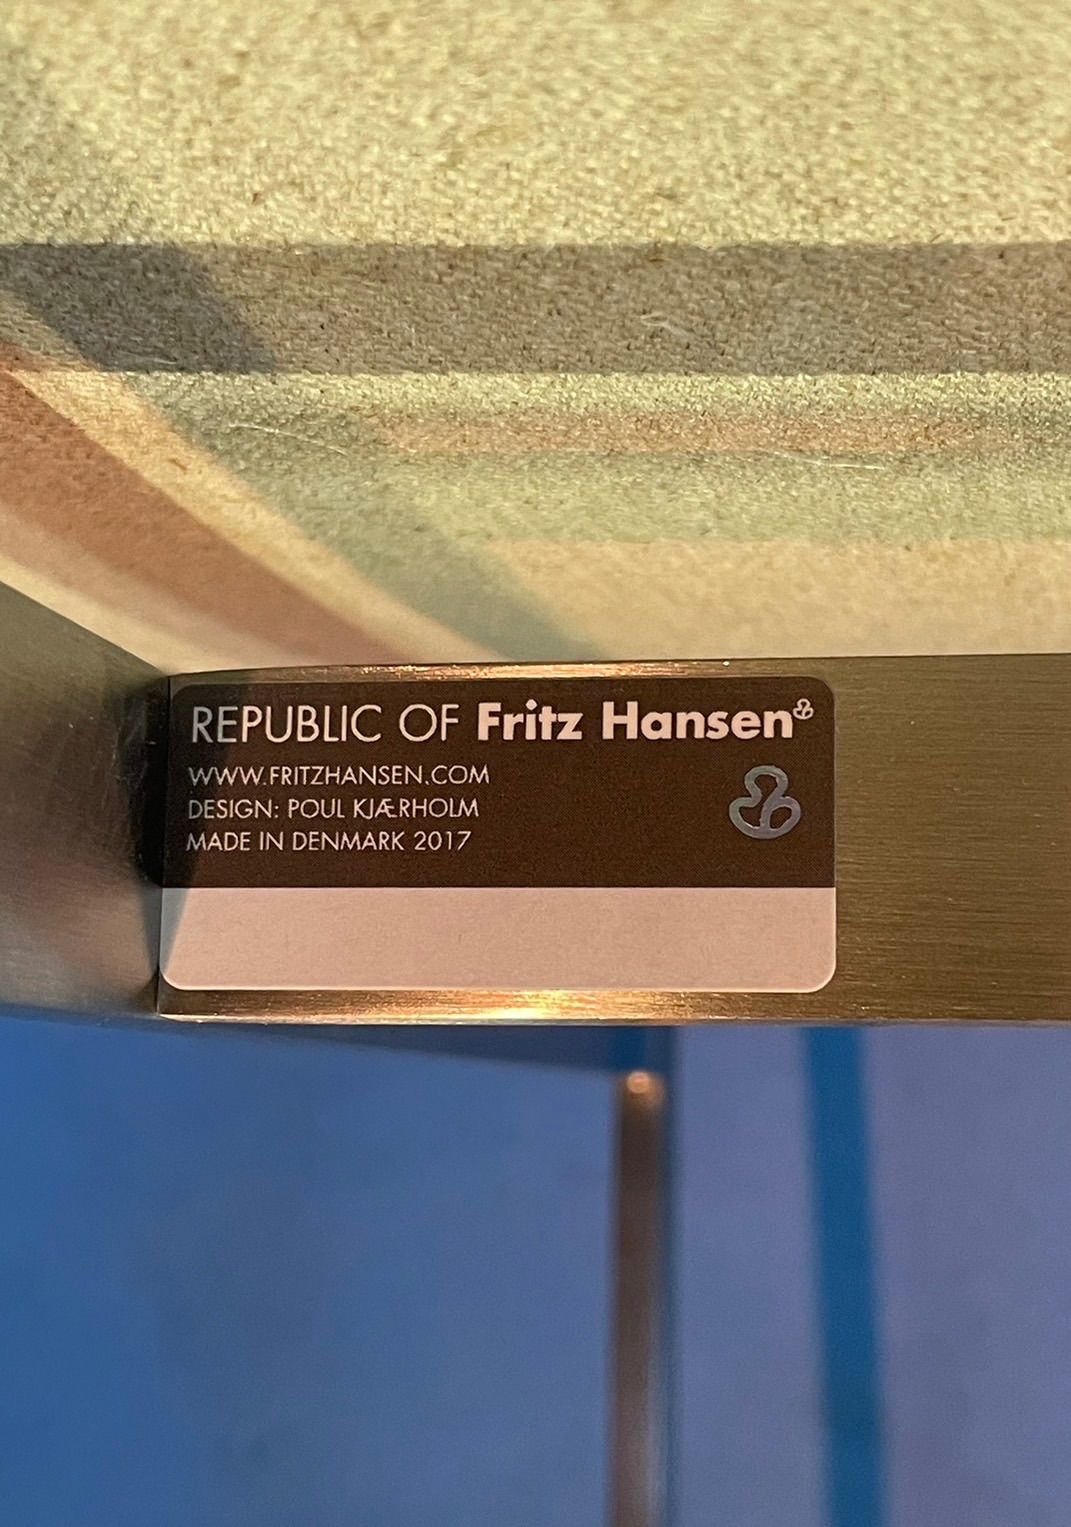 REPUBLIC OF Fritz Hansen
WWW.FRITZHANSEN.COM
DESIGN: POUL KJÆRHOLM
MADE IN DENMARK 2017